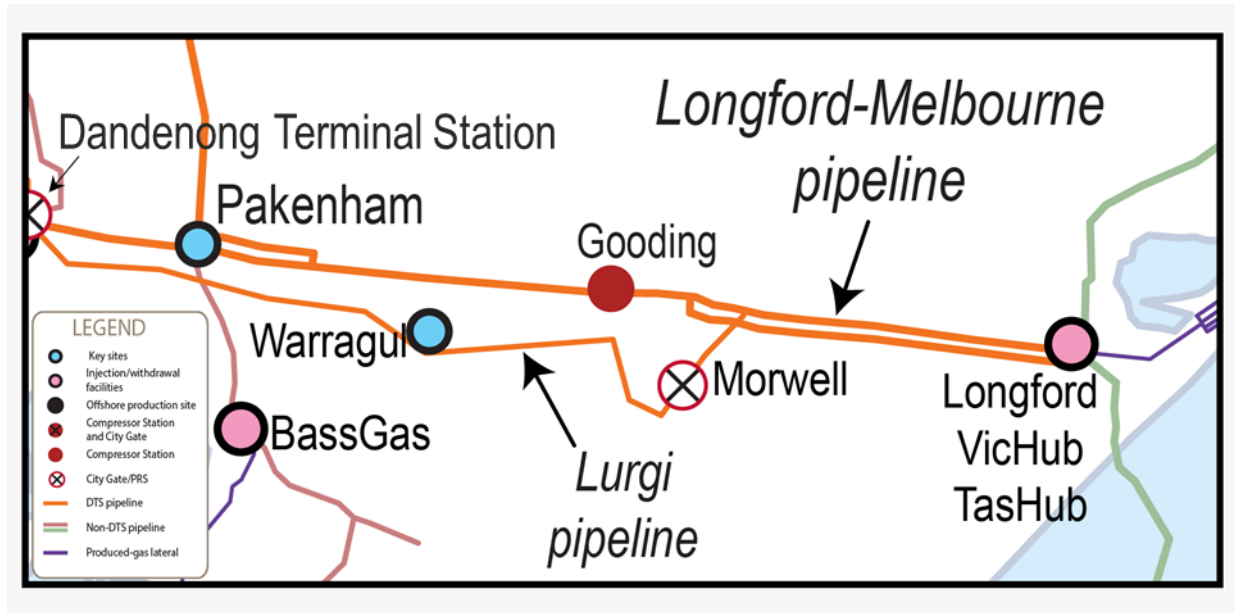 Longford-Melbourne
pipeline
Dandenong Terminal Station
Pakenham
Gooding
Warragul
Morwell
Longford
VicHub
TasHub
BassGas
Lurgi
pipeline
LEGEND
Key sites
Injection/withdrawal
facilities
Offshore production site
Compressor Station
and City Gate
Compressor Station
City Gate/PRS
DTS pipeline
Non-DTS pipeline
Produced-gas lateral